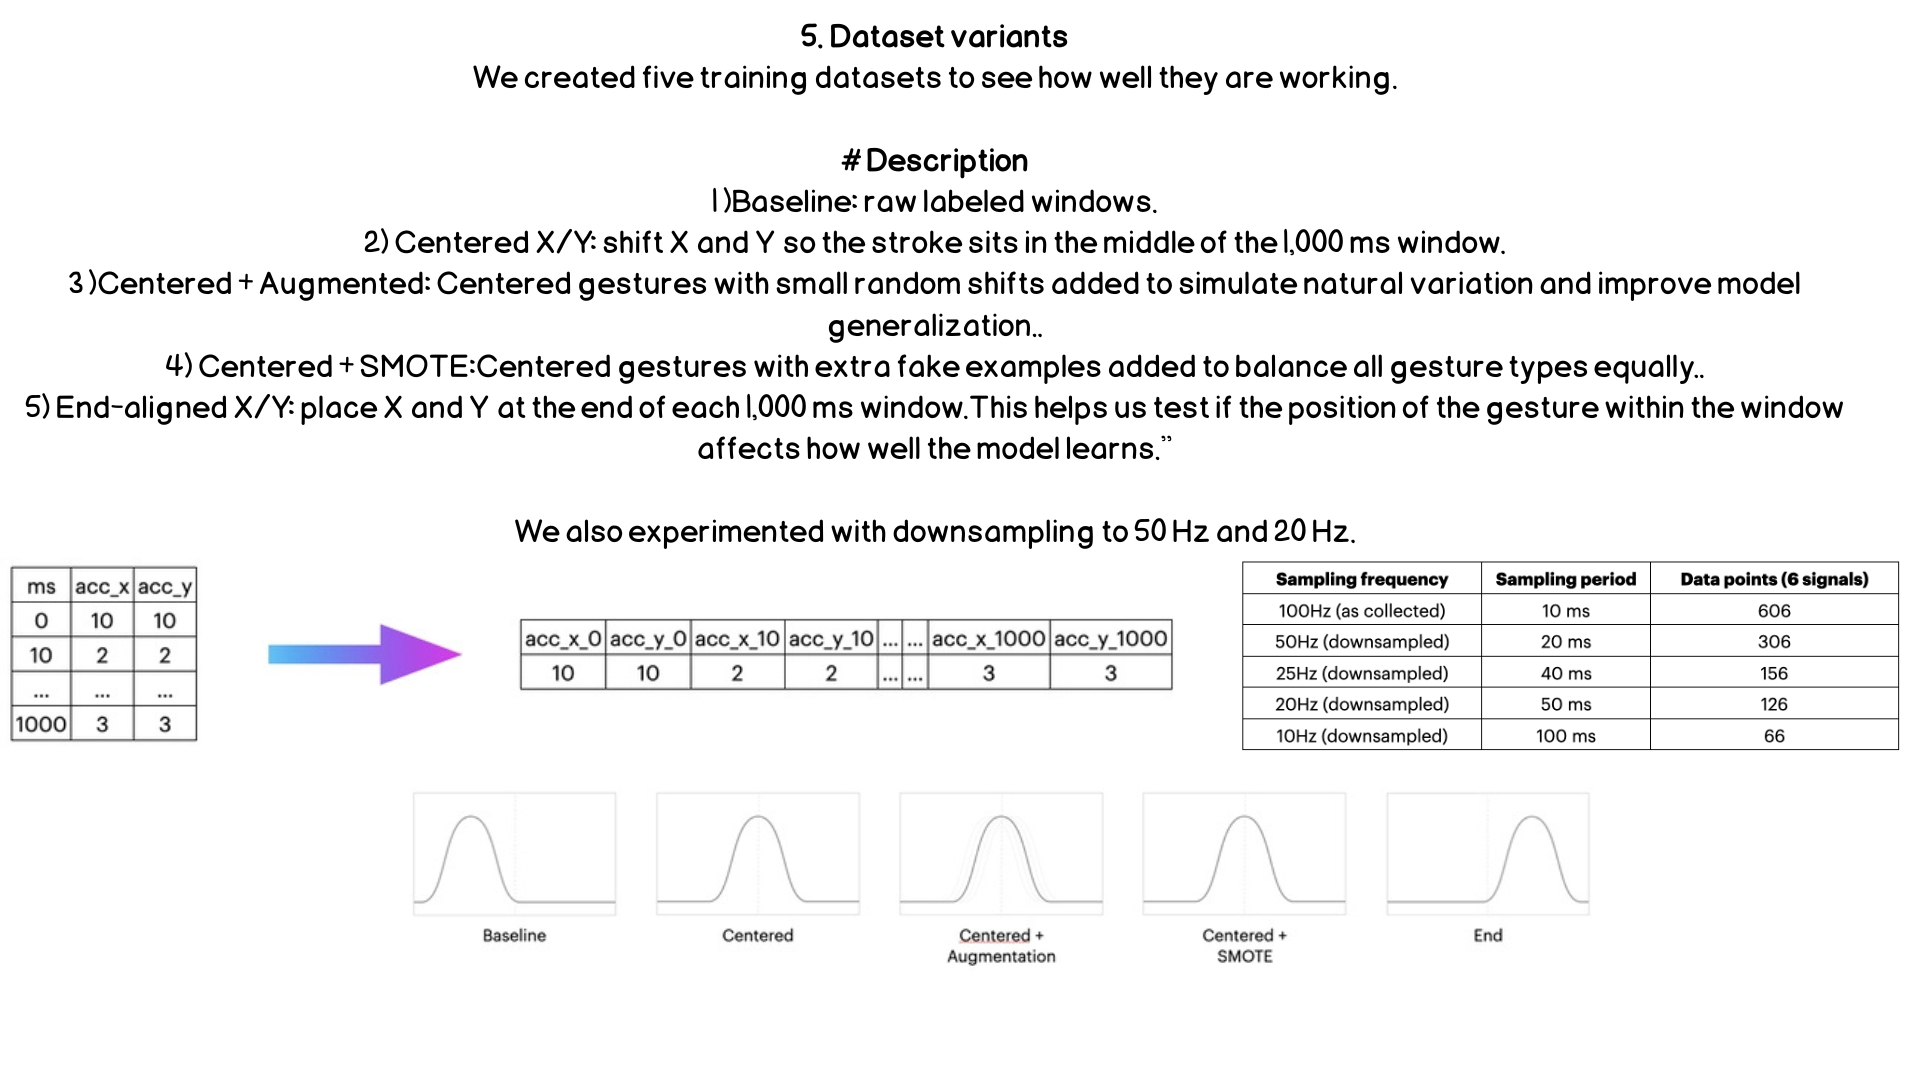 5. Dataset variants
We created five training datasets to see how well they are working.
# Description
1)Baseline: raw labeled windows.
2) Centered X/Y: shift X and Y so the stroke sits in the middle of the 1,000 ms window.
3)Centered + Augmented: Centered gestures with small random shifts added to simulate natural variation and improve model
generalization..
4) Centered + SMOTE:Centered gestures with extra fake examples added to balance all gesture types equally..
5) End-aligned X/Y: place X and Y at the end of each 1,000 ms window.This helps us test if the position of the gesture within the window
affects how well the model learns.”
We also experimented with downsampling to 50 Hz and 20 Hz.
ms acc_x acc_y
0 10 10
10 2 2
... ... ...
1000 3 3
acc_x_0 acc_y_0 acc_x_10 acc_y_10 ... ... acc_x_1000 acc_y_1000
10 10 2 2 ... ... 3 3
Sampling frequency Sampling period Data points (6 signals)
100Hz (as collected) 10 ms 606
50Hz (downsampled) 20 ms 306
25Hz (downsampled) 40 ms 156
20Hz (downsampled) 50 ms 126
10Hz (downsampled) 100 ms 66
Baseline
Centered
Centered +
Augmentation
Centered +
SMOTE
End